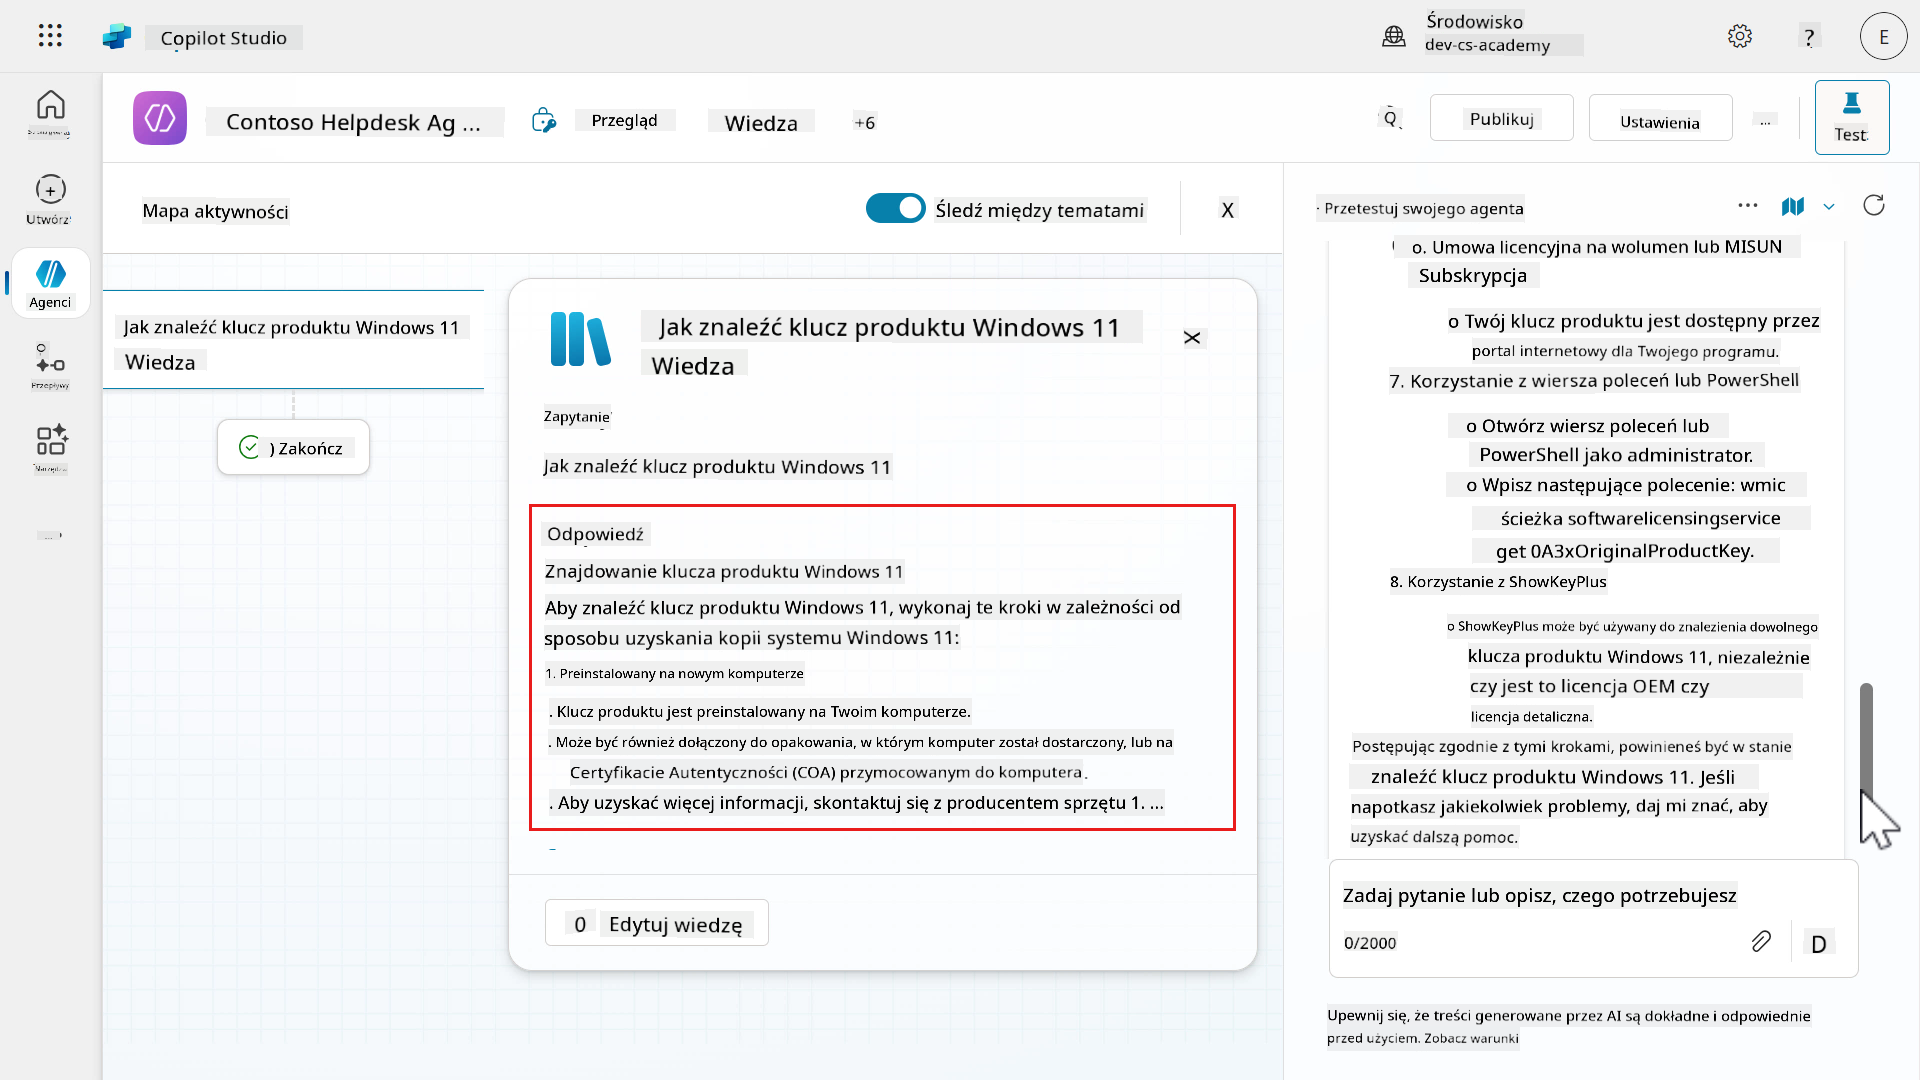 Copilot Studio
Środowisko
dev-cs-academy
?
E
Contoso Helpdesk Ag ...
Przegląd
Wiedza
+6
Publikuj
Ustawienia
...
Test
Utwórz
Agenci
Przepływy
Narzędzia
Mapa aktywności
Śledź między tematami
X
Jak znaleźć klucz produktu Windows 11
Wiedza
) Zakończ
Jak znaleźć klucz produktu Windows 11
Wiedza
Zapytanie
Jak znaleźć klucz produktu Windows 11
Odpowiedź
Znajdowanie klucza produktu Windows 11
Aby znaleźć klucz produktu Windows 11, wykonaj te kroki w zależności od
sposobu uzyskania kopii systemu Windows 11:
1. Preinstalowany na nowym komputerze
. Klucz produktu jest preinstalowany na Twoim komputerze.
. Może być również dołączony do opakowania, w którym komputer został dostarczony, lub na
Certyfikacie Autentyczności (COA) przymocowanym do komputera.
. Aby uzyskać więcej informacji, skontaktuj się z producentem sprzętu 1. ...
0 Edytuj wiedzę
Przetestuj swojego agenta
o. Umowa licencyjna na wolumen lub MISUN
Subskrypcja
o Twój klucz produktu jest dostępny przez
portal internetowy dla Twojego programu.
7. Korzystanie z wiersza poleceń lub PowerShell
o Otwórz wiersz poleceń lub
PowerShell jako administrator.
o Wpisz następujące polecenie: wmic
ścieżka softwarelicensingservice
get 0A3xOriginalProductKey.
8. Korzystanie z ShowKeyPlus
o ShowKeyPlus może być używany do znalezienia dowolnego
klucza produktu Windows 11, niezależnie
czy jest to licencja OEM czy
licencja detaliczna.
Postępując zgodnie z tymi krokami, powinieneś być w stanie
znaleźć klucz produktu Windows 11. Jeśli
napotkasz jakiekolwiek problemy, daj mi znać, aby
uzyskać dalszą pomoc.
Zadaj pytanie lub opisz, czego potrzebujesz
0/2000
D
Upewnij się, że treści generowane przez AI są dokładne i odpowiednie
przed użyciem. Zobacz warunki